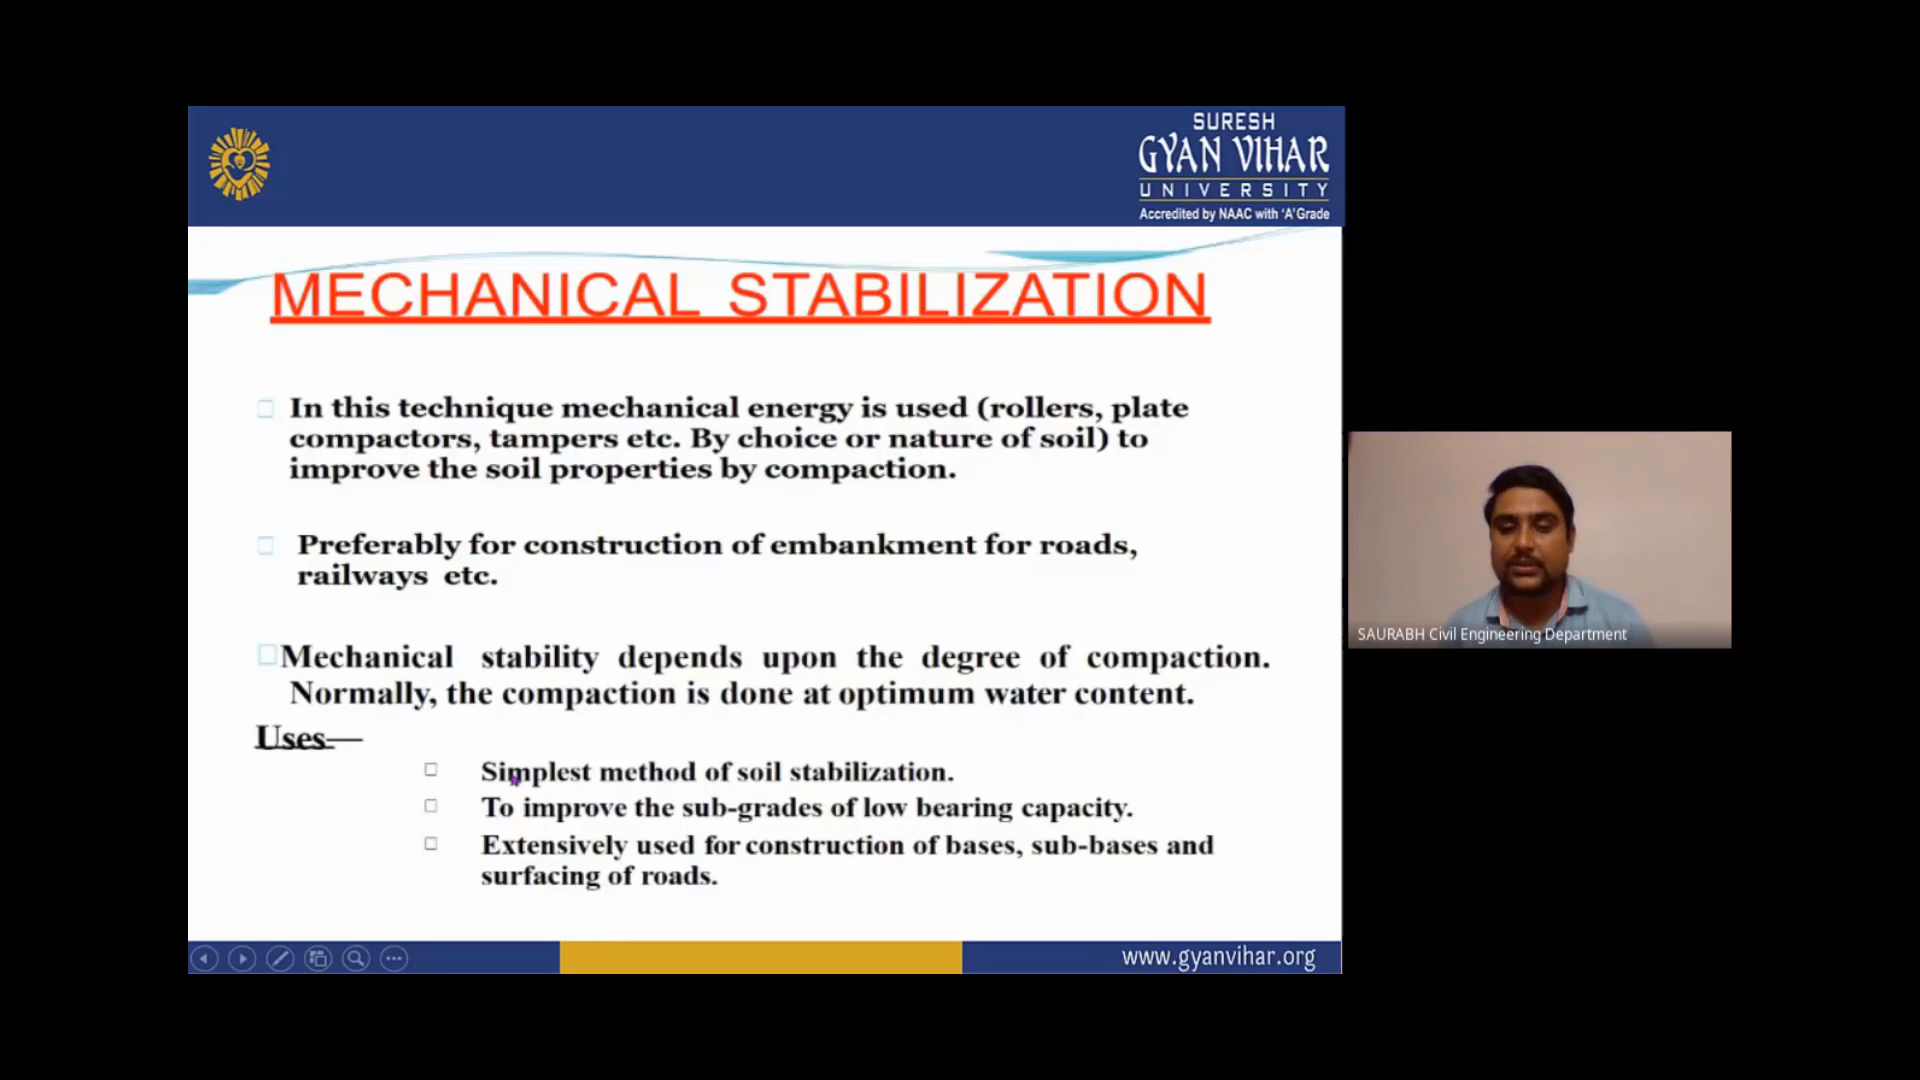 SURESH
GYAN VIHAR
UNIVERSITY
Accredited by NAAC with 'A' Grade
MECHANICAL STABILIZATION
In this technique mechanical energy is used (rollers, plate
compactors, tampers etc. By choice or nature of soil) to
improve the soil properties by compaction.
Preferably for construction of embankment for roads,
railways etc.
Mechanical stability depends upon the degree of compaction.
Normally, the compaction is done at optimum water content.
Uses—
Simplest method of soil stabilization.
To improve the sub-grades of low bearing capacity.
Extensively used for construction of bases, sub-bases and
surfacing of roads.
SAURABH Civil Engineering Department
www.gyanvihar.org